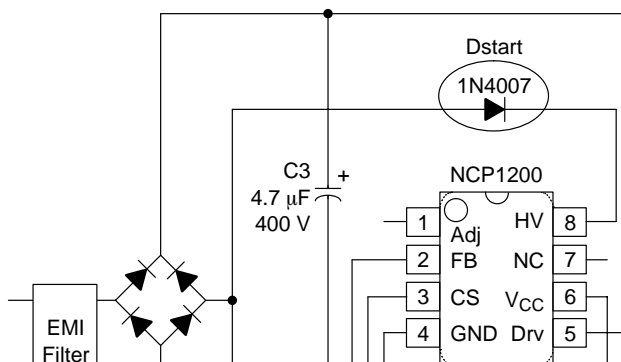 Dstart
1N4007
C3
+
4.7 μF
400 V
NCP1200
1
Adj
HV
8
2
FB
NC
7
3
CS
VCC
6
4
GND
Drv
5
EMI
Filter